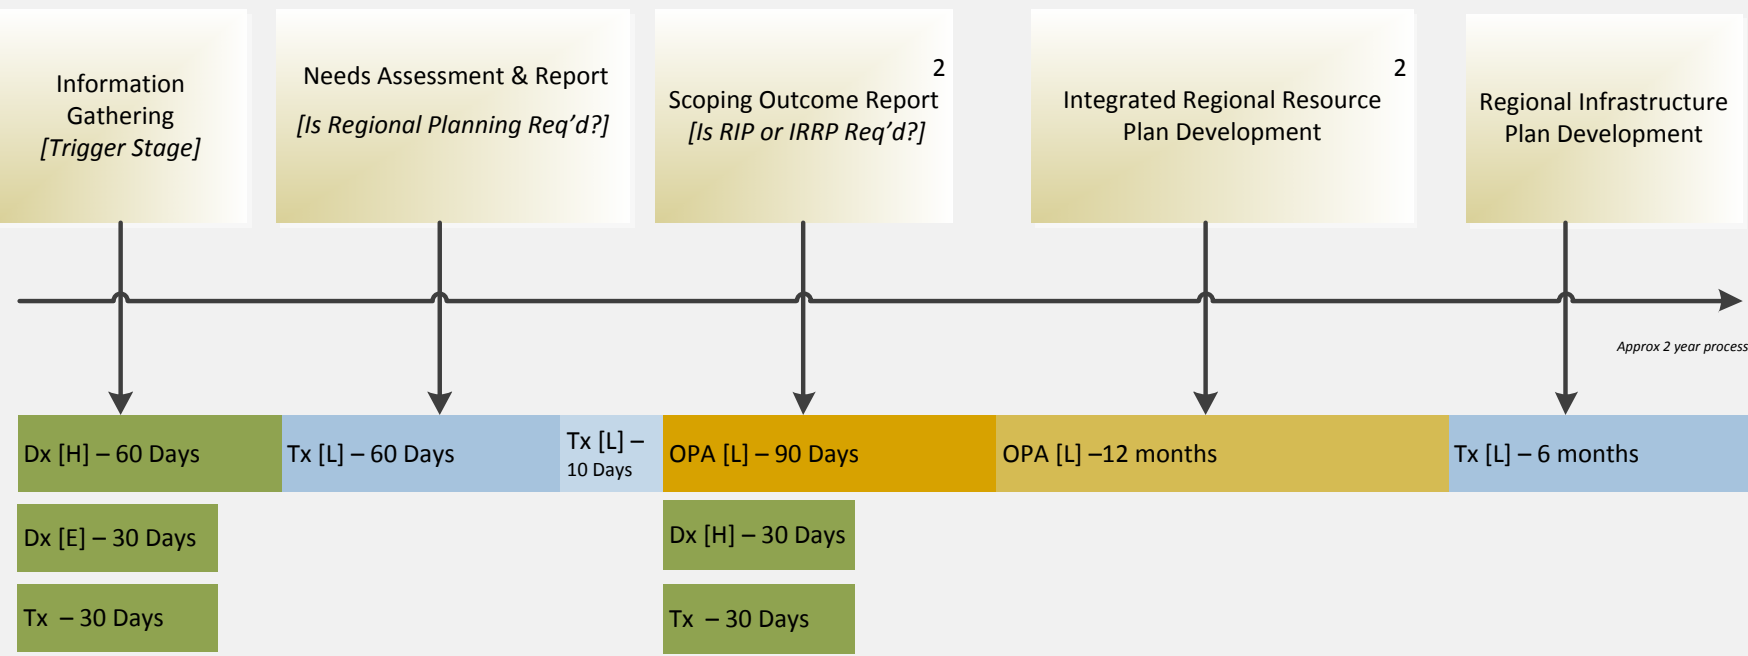 Information
Gathering
[Trigger Stage]
Needs Assessment & Report
[Is Regional Planning Req'd?]
2
Scoping Outcome Report
[Is RIP or IRRP Req'd?]
2
Integrated Regional Resource
Plan Development
Regional Infrastructure
Plan Development
Approx 2 year process
Dx [H] – 60 Days
Tx [L] – 60 Days
Tx [L] –
10 Days
OPA [L] – 90 Days
OPA [L] –12 months
Tx [L] – 6 months
Dx [E] – 30 Days
Dx [H] – 30 Days
Tx – 30 Days
Tx – 30 Days